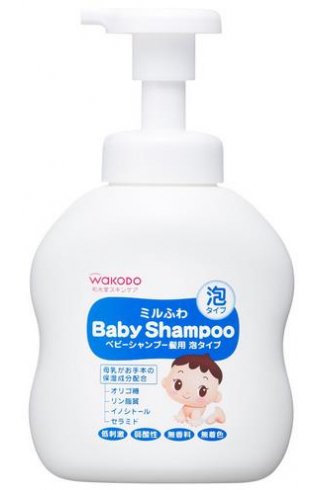 wakodo
和光堂スキンケア
泡
タイプ
ミルふわ
Baby Shampoo
ベビーシャンプー髪用 泡タイプ
母乳がお手本の
保湿成分配合
オリゴ糖
リン脂質
イノシトール
セラミド
低刺激 弱酸性 無香料 無着色